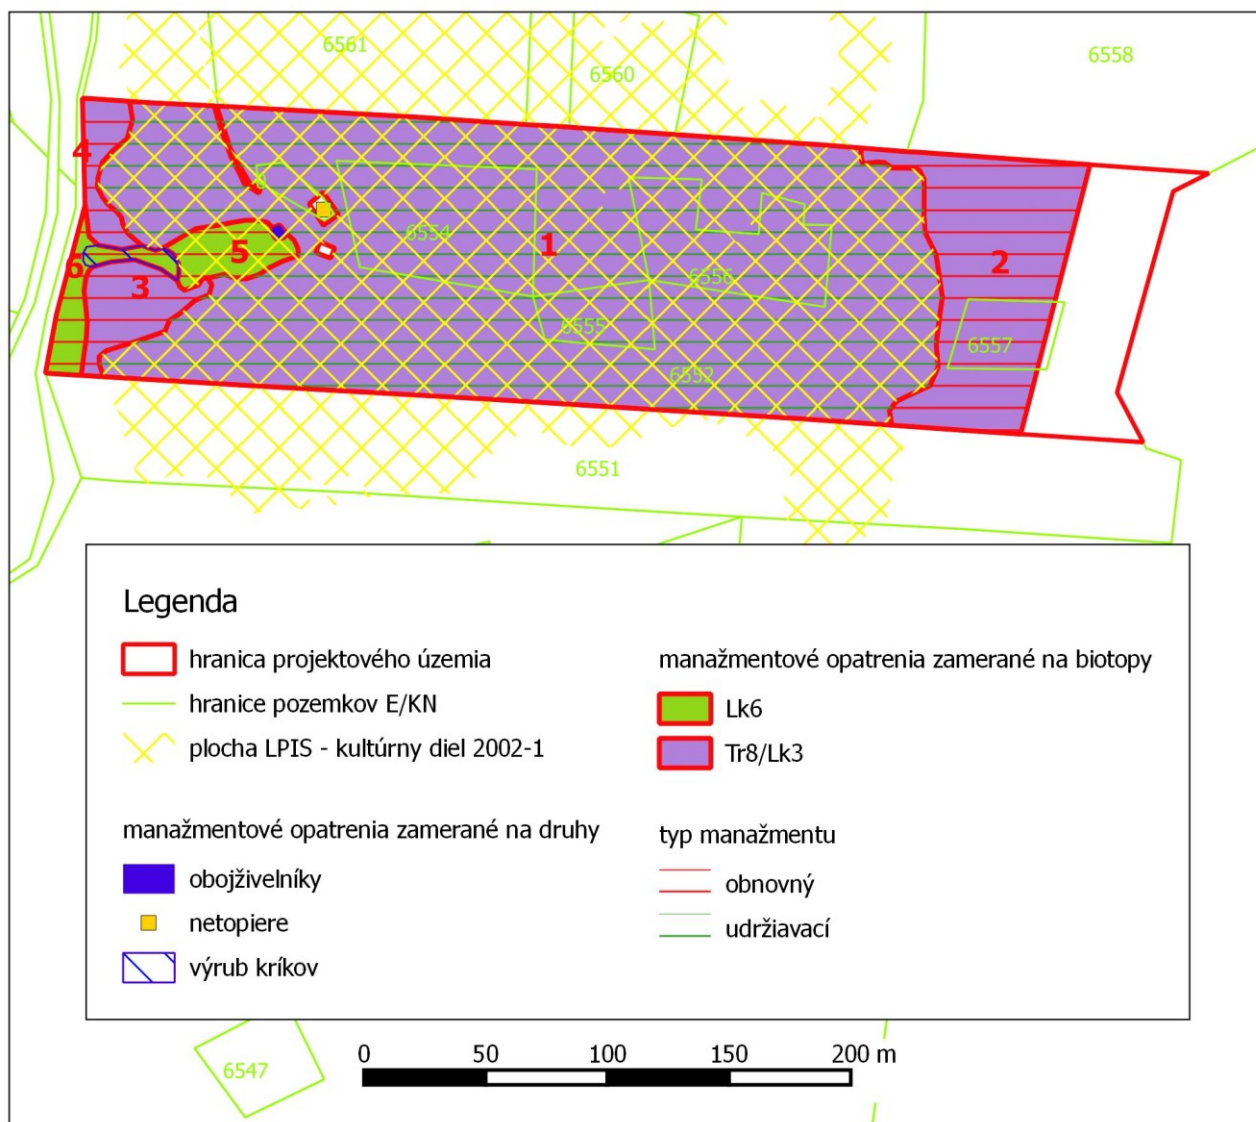 6561
6560
6558
4
6554
1
5
6
3
2
6556
6555
6557
6552
6551
Legenda
hranica projektového územia
hranice pozemkov E/KN
plocha LPIS - kultúrny diel 2002-1
manažmentové opatrenia zamerané na druhy
obojživelníky
netopiere
výrub kríkov
manažmentové opatrenia zamerané na biotopy
Lk6
Tr8/Lk3
typ manažmentu
obnovný
udržiavací
0 50 100 150 200 m
6547